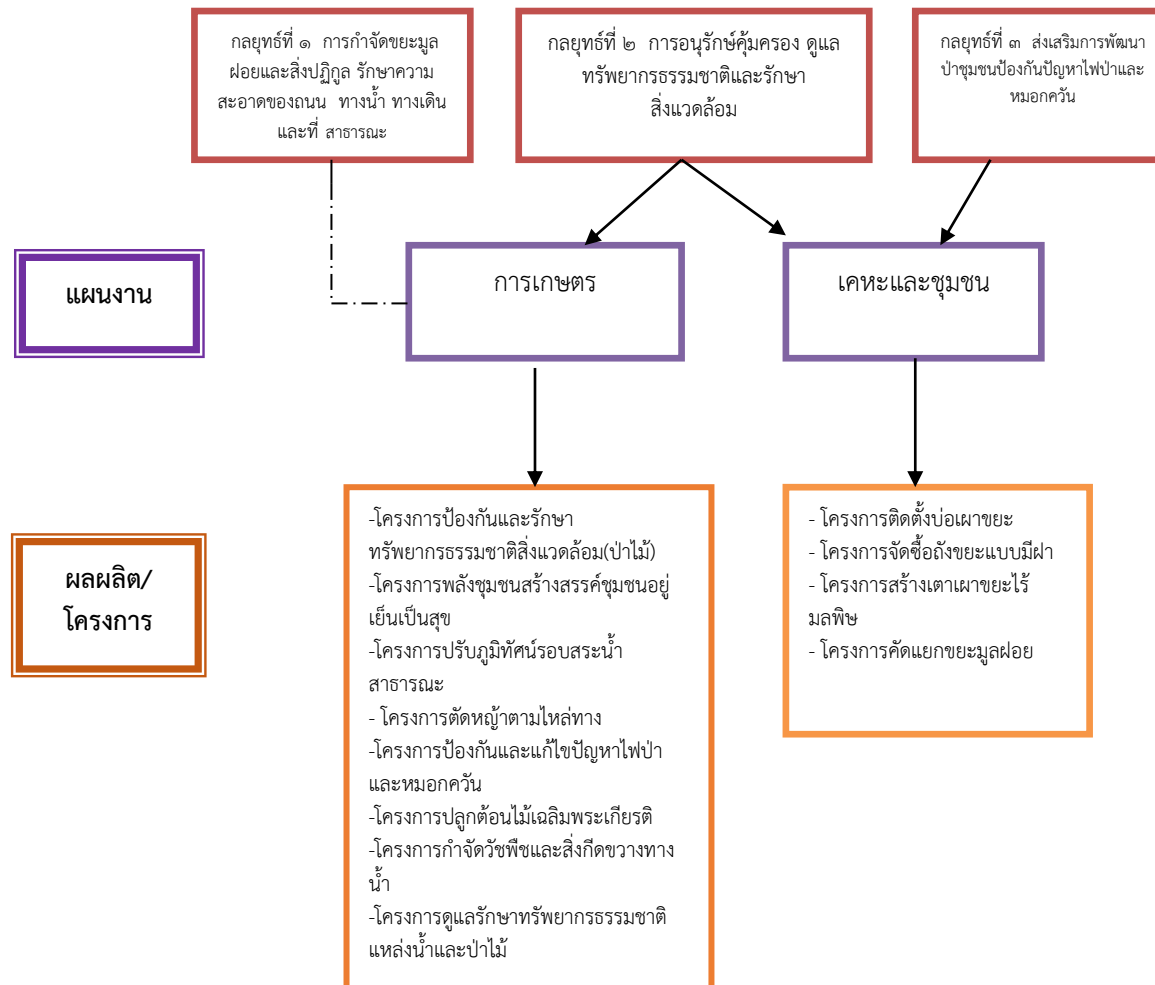 กลยุทธ์ที่ ๑ การกำจัดขยะมูล
ฝอยและสิ่งปฏิกูล รักษาความ
สะอาดของถนน ทางน้ำ ทางเดิน
และที่ สาธารณะ
กลยุทธ์ที่ ๒ การอนุรักษ์คุ้มครอง ดูแล
ทรัพยากรธรรมชาติและรักษา
สิ่งแวดล้อม
กลยุทธ์ที่ ๓ ส่งเสริมการพัฒนา
ป่าชุมชนป้องกันปัญหาไฟป่าและ
หมอกควัน
แผนงาน
การเกษตร
เคหะและชุมชน
ผลผลิต/
โครงการ
-โครงการป้องกันและรักษา
ทรัพยากรธรรมชาติสิ่งแวดล้อม(ป่าไม้)
-โครงการพลังชุมชนสร้างสรรค์ชุมชนอยู่
เย็นเป็นสุข
-โครงการปรับภูมิทัศน์รอบสระน้ำ
สาธารณะ
- โครงการตัดหญ้าตามไหล่ทาง
-โครงการป้องกันและแก้ไขปัญหาไฟป่า
และหมอกควัน
-โครงการปลูกต้อนไม้เฉลิมพระเกียรติ
-โครงการกำจัดวัชพืชและสิ่งกีดขวางทาง
น้ำ
-โครงการดูแลรักษาทรัพยากรธรรมชาติ
แหล่งน้ำและป่าไม้
- โครงการติดตั้งบ่อเผาขยะ
- โครงการจัดซื้อถังขยะแบบมีฝา
- โครงการสร้างเตาเผาขยะไร้
มลพิษ
- โครงการคัดแยกขยะมูลฝอย